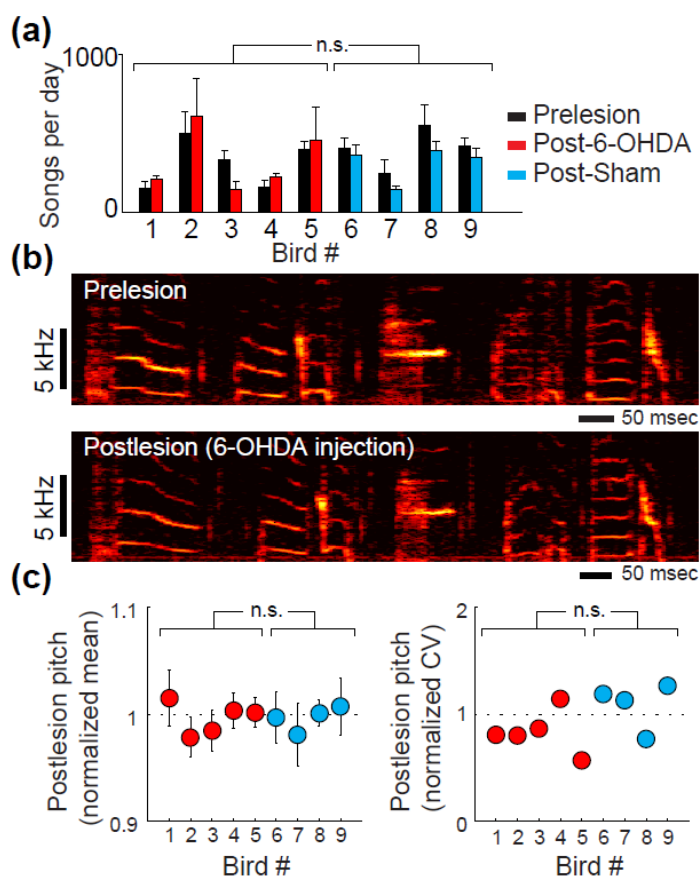 (a)
n.s.
1000
Songs per day
0
Prelesion
Post-6-OHDA
Post-Sham
1 2 3 4 5 6 7 8 9
Bird #
(b)
Prelesion
5 kHz
50 msec
Postlesion (6-OHDA injection)
5 kHz
50 msec
(c)
n.s.
1.1
Postlesion pitch
(normalized mean)
1
0.9
1 2 3 4 5 6 7 8 9
Bird #
n.s.
2
Postlesion pitch
(normalized CV)
1
0
1 2 3 4 5 6 7 8 9
Bird #